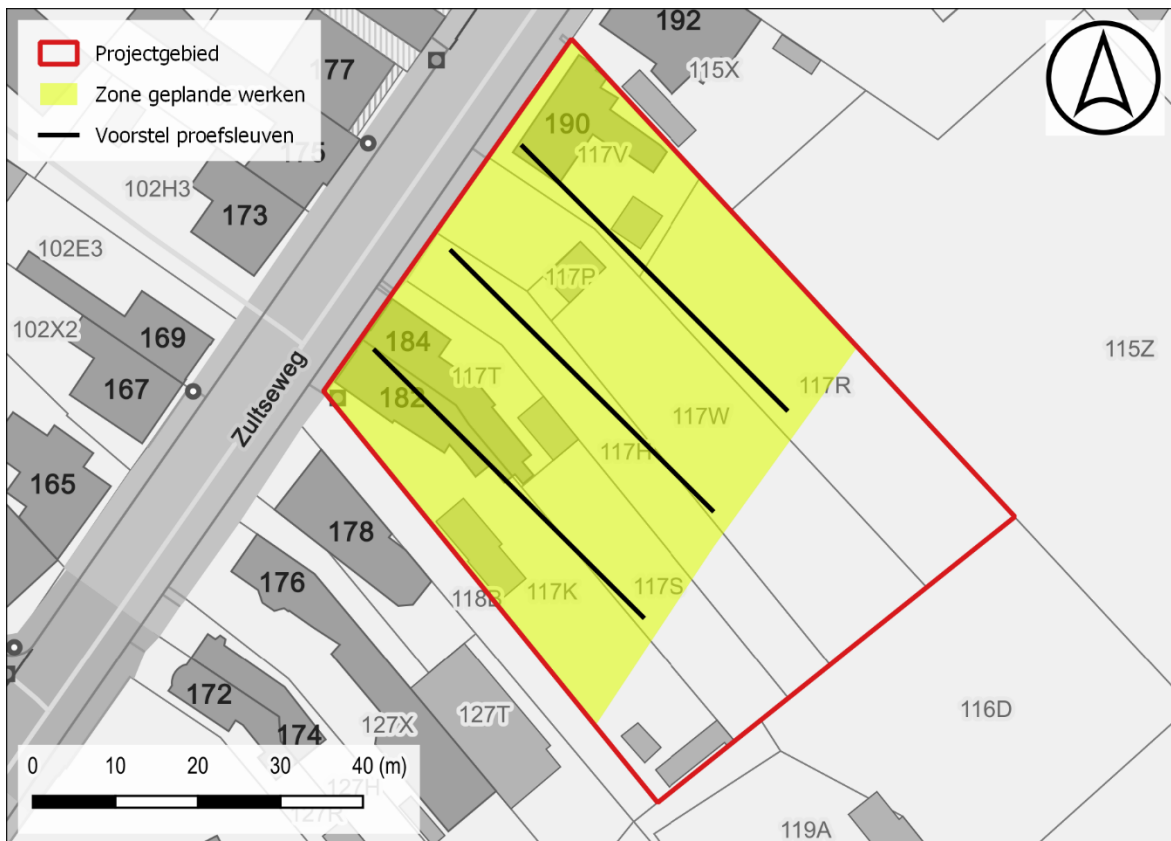 Projectgebied
Zone geplande werken
Voorstel proefsleuven
177
175
192
115X
190
117V
102H3
173
102E3
102X2
169
167
117P
184
117T
182
Zultseweg
117R
115Z
117W
117H
165
178
176
118B
117K
117S
172
174
127X
127T
116D
0 10 20 30 40 (m)
127H
127R
119A